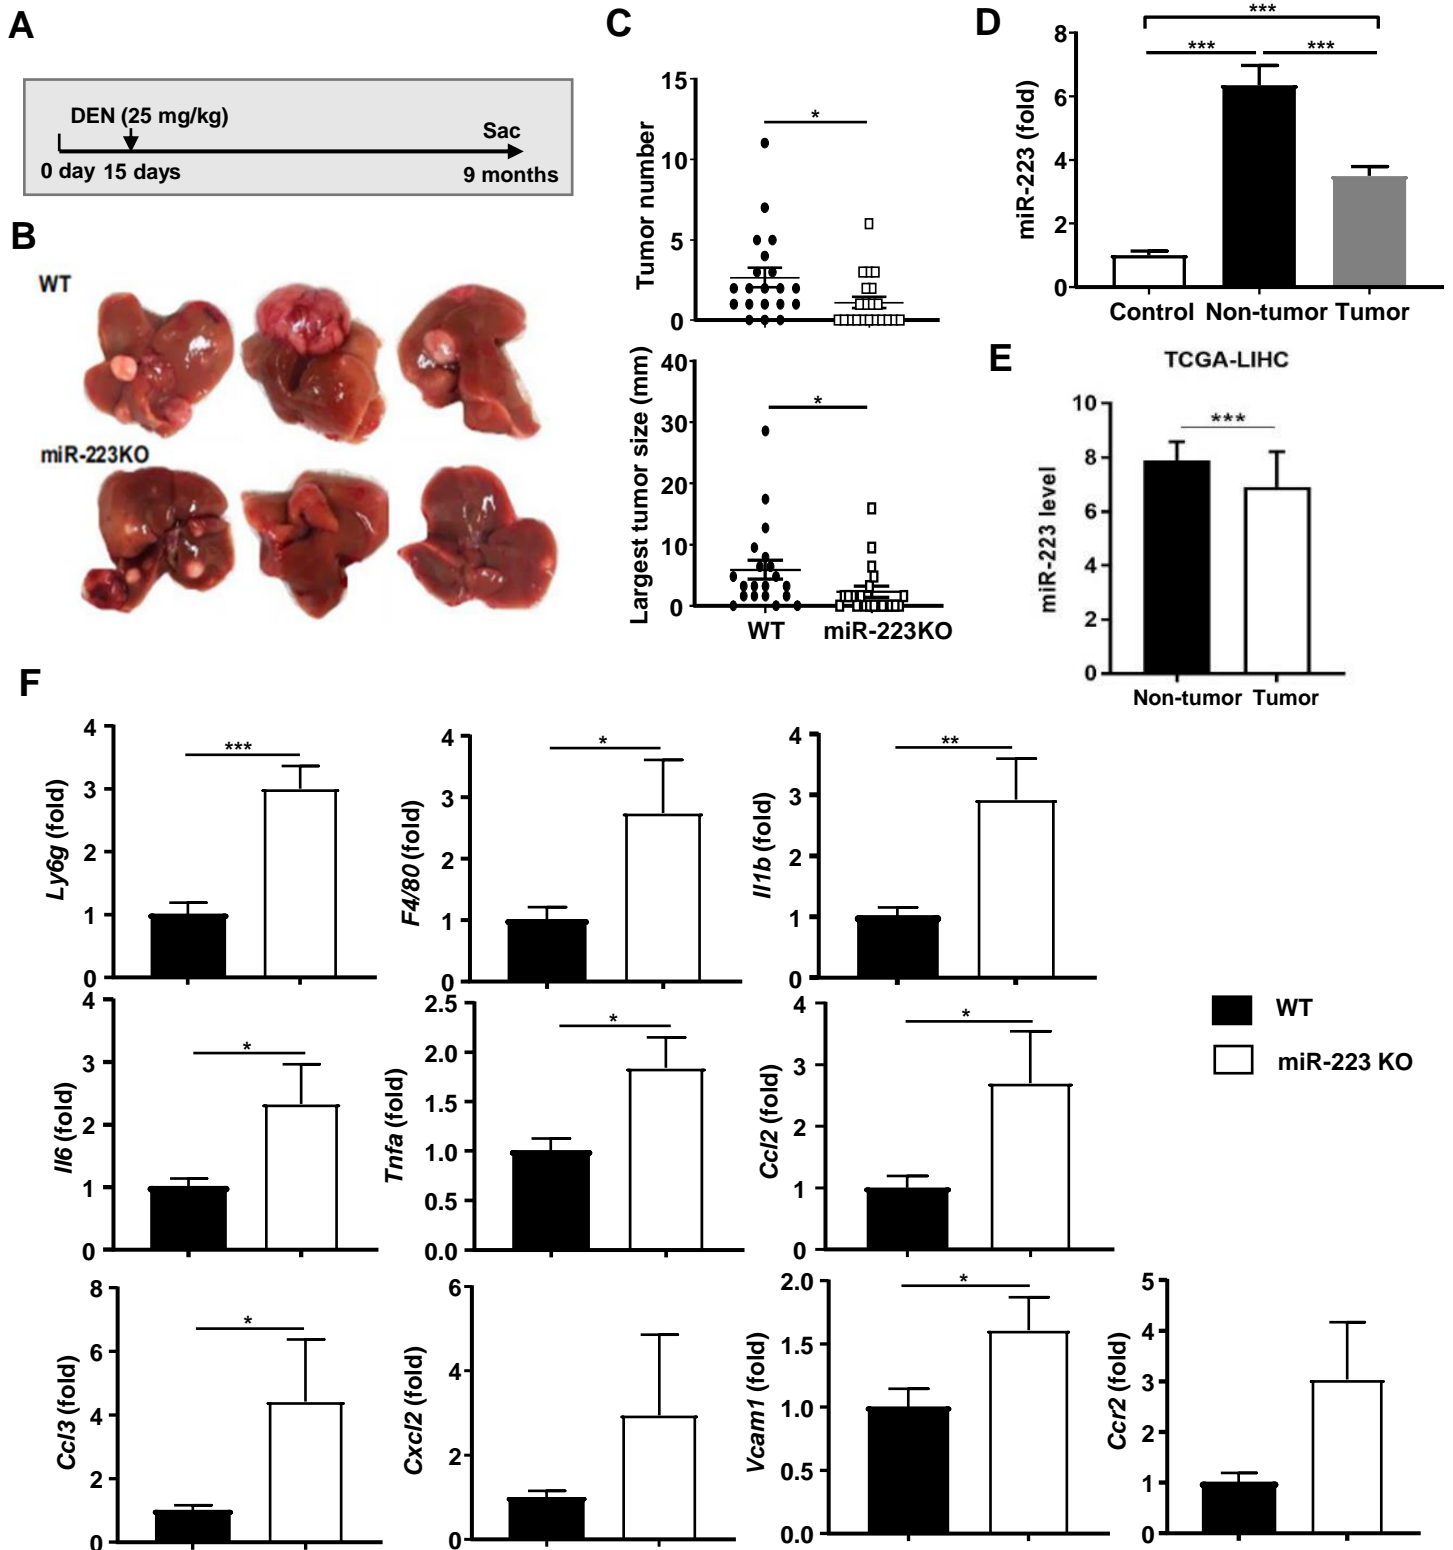 A
DEN (25 mg/kg)
Sac
0 day 15 days
9 months
B
WT
miR-223KO
C
Tumor number
15
10
5
0
*
Largest tumor size (mm)
40
30
20
10
0
*
WT miR-223KO
D
miR-223 (fold)
8
6
4
2
0
***
*** ***
Control Non-tumor Tumor
E
TCGA-LIHC
miR-223 level
10
8
6
4
2
0
***
Non-tumor Tumor
F
Ly6g (fold)
4
3
2
1
0
***
F4/80 (fold)
4
3
2
1
0
*
Il1b (fold)
4
3
2
1
0
**
Il6 (fold)
4
3
2
1
0
*
Tnfa (fold)
2.5
2.0
1.5
1.0
0.5
0.0
*
Ccl2 (fold)
4
3
2
1
0
*
WT
miR-223 KO
Ccl3 (fold)
8
6
4
2
0
*
Cxcl2 (fold)
6
4
2
0
Vcam1 (fold)
2.0
1.5
1.0
0.5
0.0
*
Ccr2 (fold)
5
4
3
2
1
0